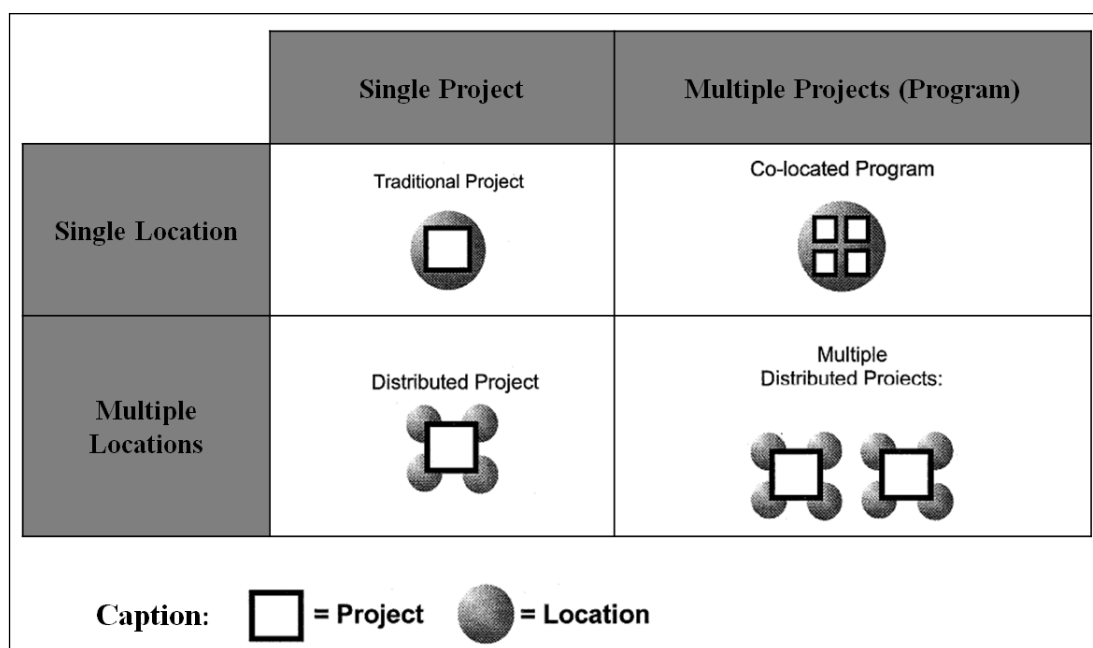 Single Project
Multiple Projects (Program)
Single Location
Traditional Project
Co-located Program
Multiple
Locations
Distributed Project
Multiple
Distributed Projects:
Caption:
= Project
= Location